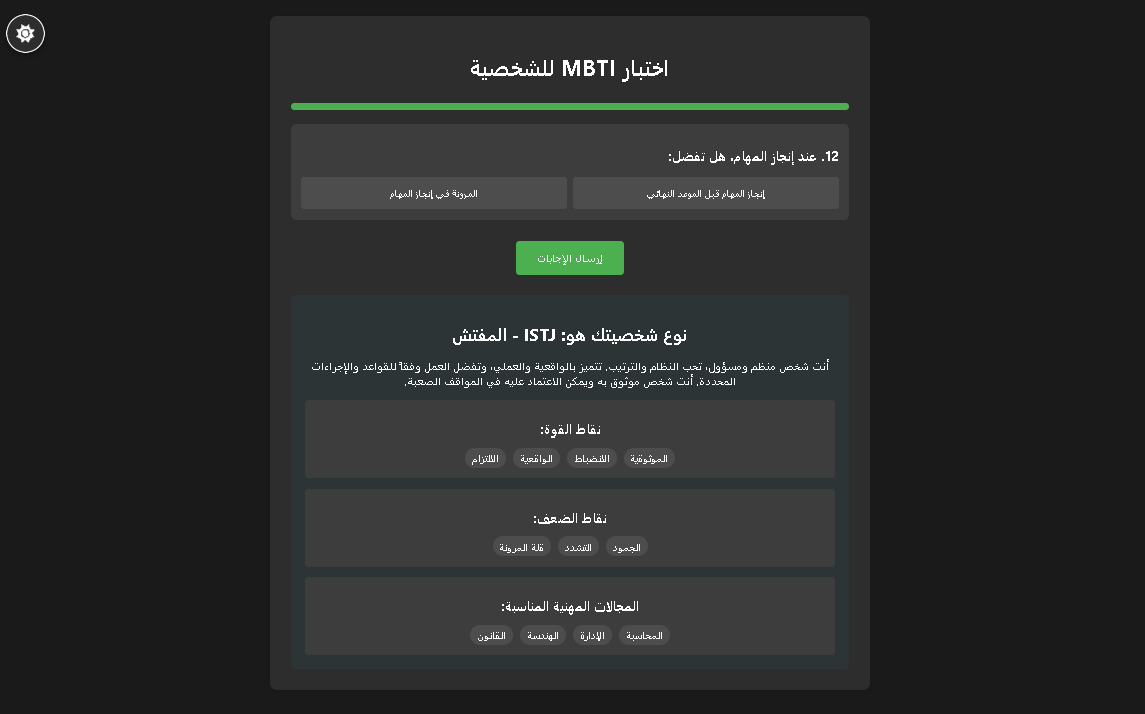 اختبار MBTI للشخصية
12. عند إنجاز المهام، هل تفضل:
إنجاز المهام قبل الموعد النهائي
المرونة في إنجاز المهام
إرسال الإجابات
نوع شخصيتك هو: ISTJ - المفتش
أنت شخص منظم ومسؤول، تحب النظام والترتيب. تتميز بالواقعية والعملي، وتفضل العمل وفقاً للقواعد والإجراءات
المحددة. أنت شخص موثوق به ويمكن الاعتماد عليه في المواقف الصعبة.
نقاط القوة:
الموثوقية الانضباط الواقعية الالتزام
نقاط الضعف:
الجمود التشدد قلة المرونة
المجالات المهنية المناسبة:
المحاسبة الإدارة الهندسة القانون